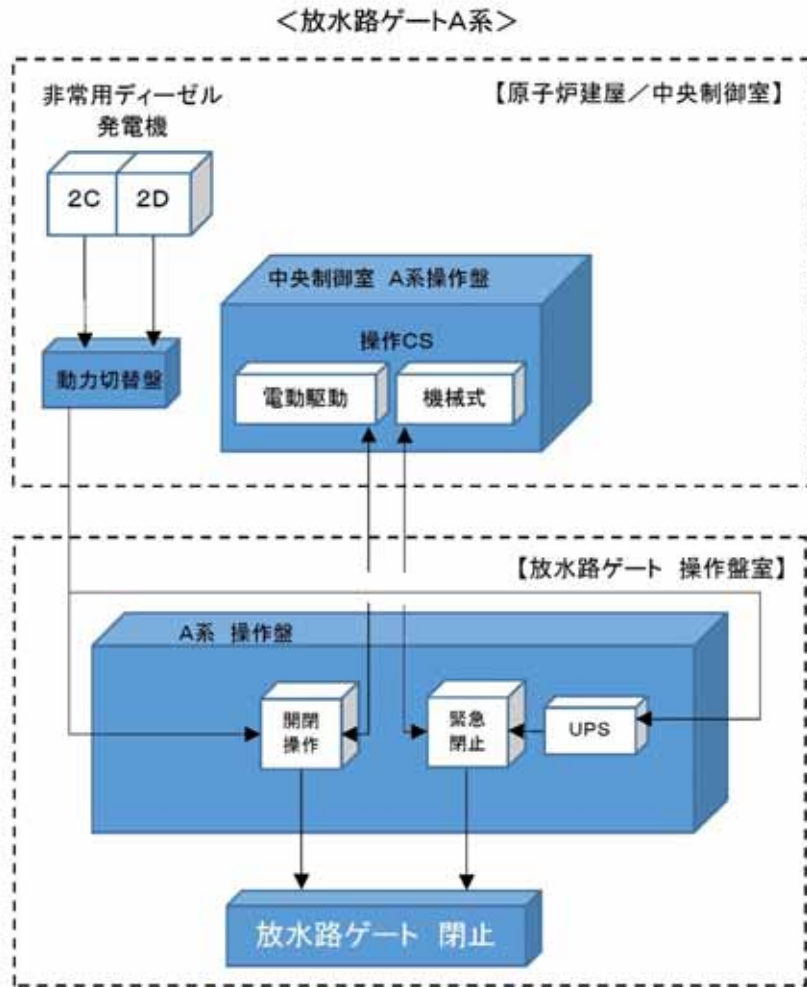 ＜放水路ゲートA系＞
【原子炉建屋／中央制御室】
非常用ディーゼル
発電機
2C
2D
中央制御室 A系操作盤
操作CS
動力切替盤
電動駆動
機械式
【放水路ゲート 操作盤室】
A系 操作盤
開閉
操作
緊急
閉止
UPS
放水路ゲート 閉止